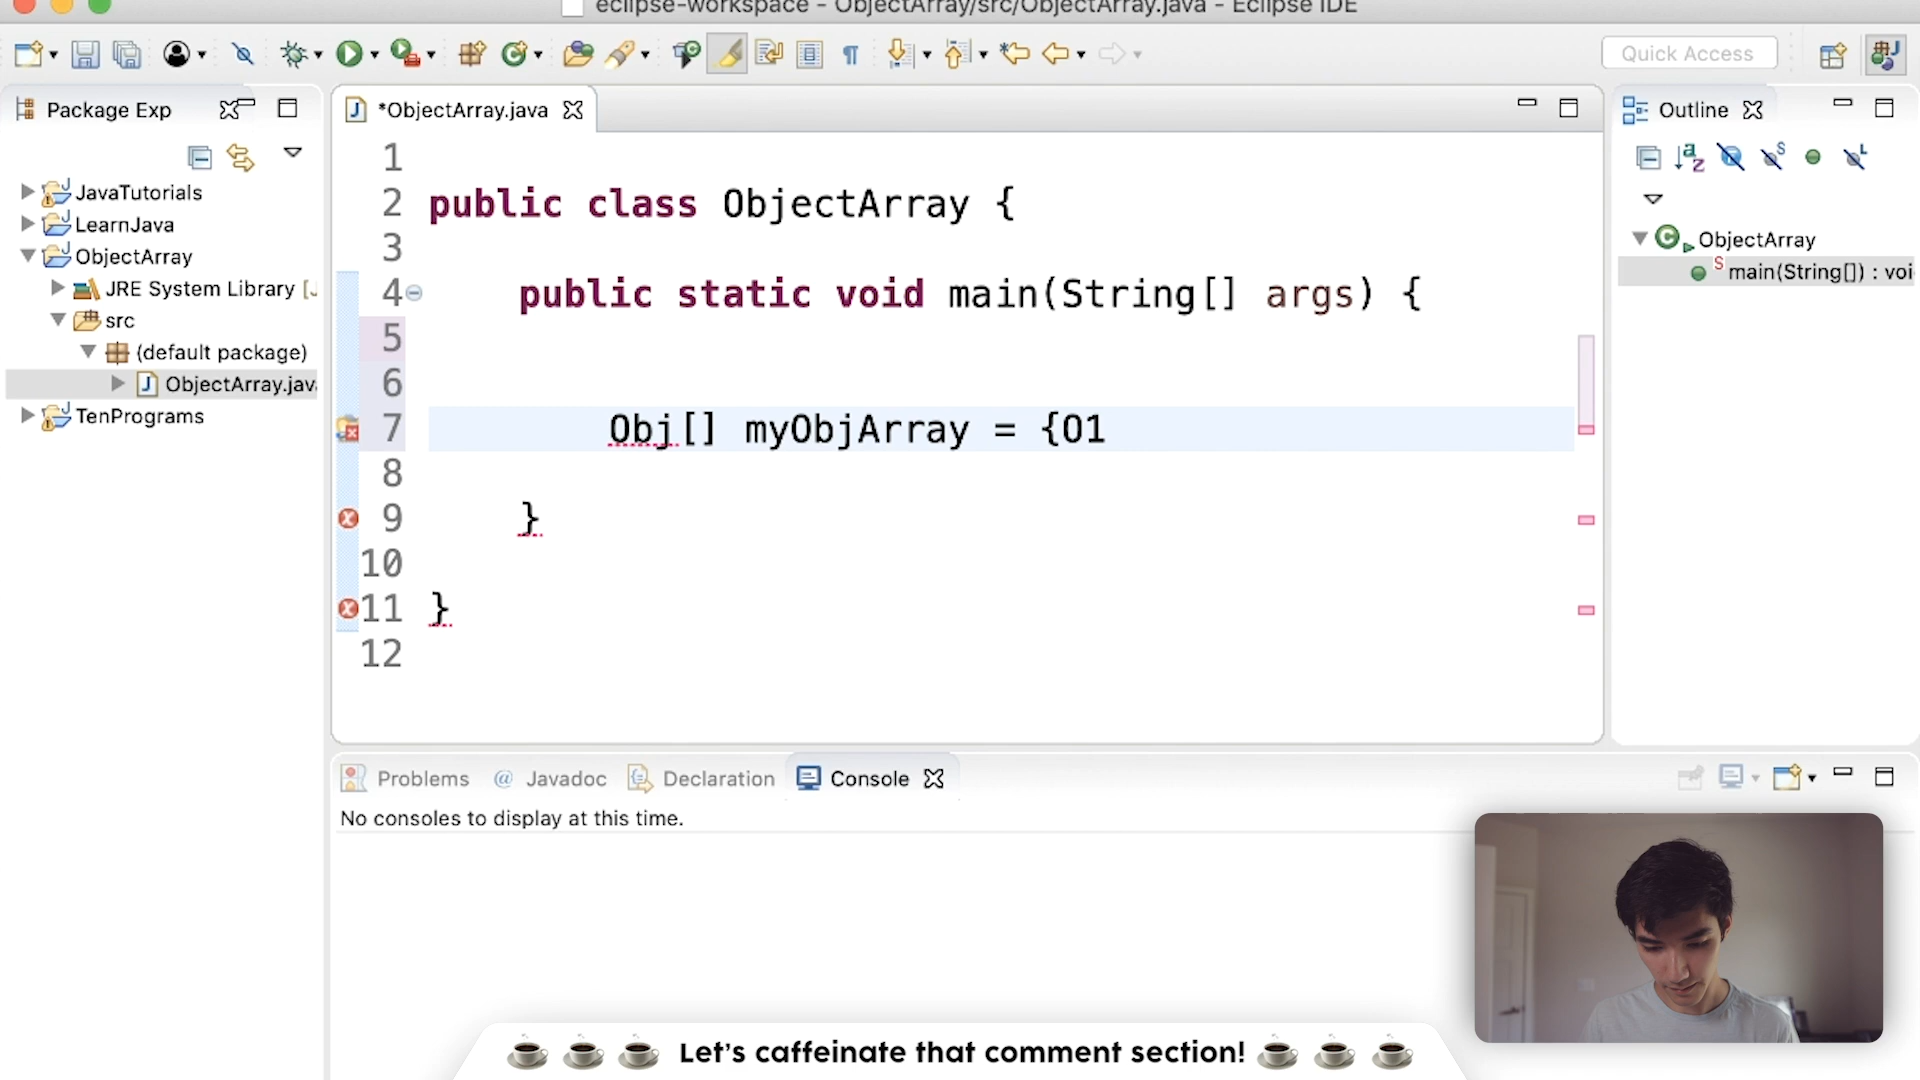 eclipse-workspace - ObjectArray/src/ObjectArray.java - Eclipse IDE
Quick Access
Package Exp
*ObjectArray.java
Outline
JavaTutorials
LearnJava
ObjectArray
JRE System Library [J
src
(default package)
ObjectArray.java
TenPrograms
1
2 public class ObjectArray {
3
4 public static void main(String[] args) {
5
6
7 Obj[] myObjArray = {O1
8
9 }
10
11 }
12
ObjectArray
main(String[]) : voi
Problems @ Javadoc Declaration Console
No consoles to display at this time.
Let's caffeinate that comment section!